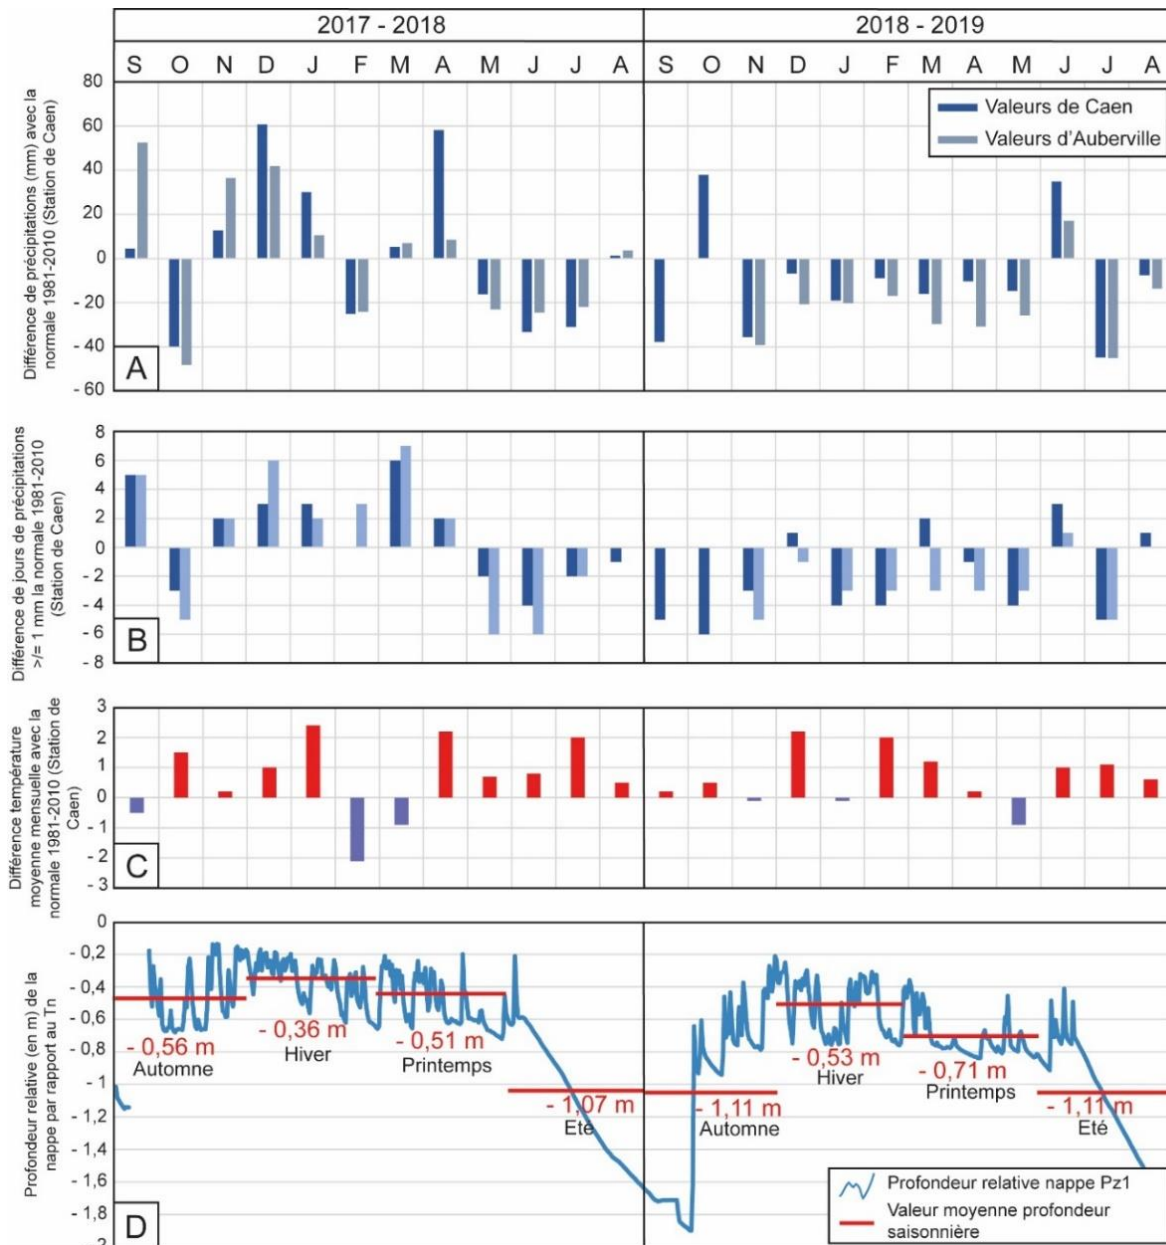 2017 - 2018
2018 - 2019
S O N D J F M A M J J A
S O N D J F M A M J J A
Différence de précipitations (mm) avec la
normale 1981-2010 (Station de Caen)
80
60
40
20
0
- 20
- 40
- 60
A
Valeurs de Caen
Valeurs d'Auberville
Différence de jours de précipitations
>/= 1 mm la normale 1981-2010
(Station de Caen)
8
6
4
2
0
- 2
- 4
- 6
- 8
B
Différence température
moyenne mensuelle avec la
normale 1981-2010 (Station de
Caen)
3
2
1
0
- 1
- 2
- 3
C
Profondeur relative (en m) de la
nappe par rapport au Tn
0
- 0,2
- 0,4
- 0,6
- 0,8
- 1
- 1,2
- 1,4
- 1,6
- 1,8
- 2
D
- 0,56 m
Automne
- 0,36 m
Hiver
- 0,51 m
Printemps
- 1,07 m
Eté
- 1,11 m
Automne
- 0,53 m
Hiver
- 0,71 m
Printemps
- 1,11 m
Eté
Profondeur relative nappe Pz1
Valeur moyenne profondeur
saisonnière